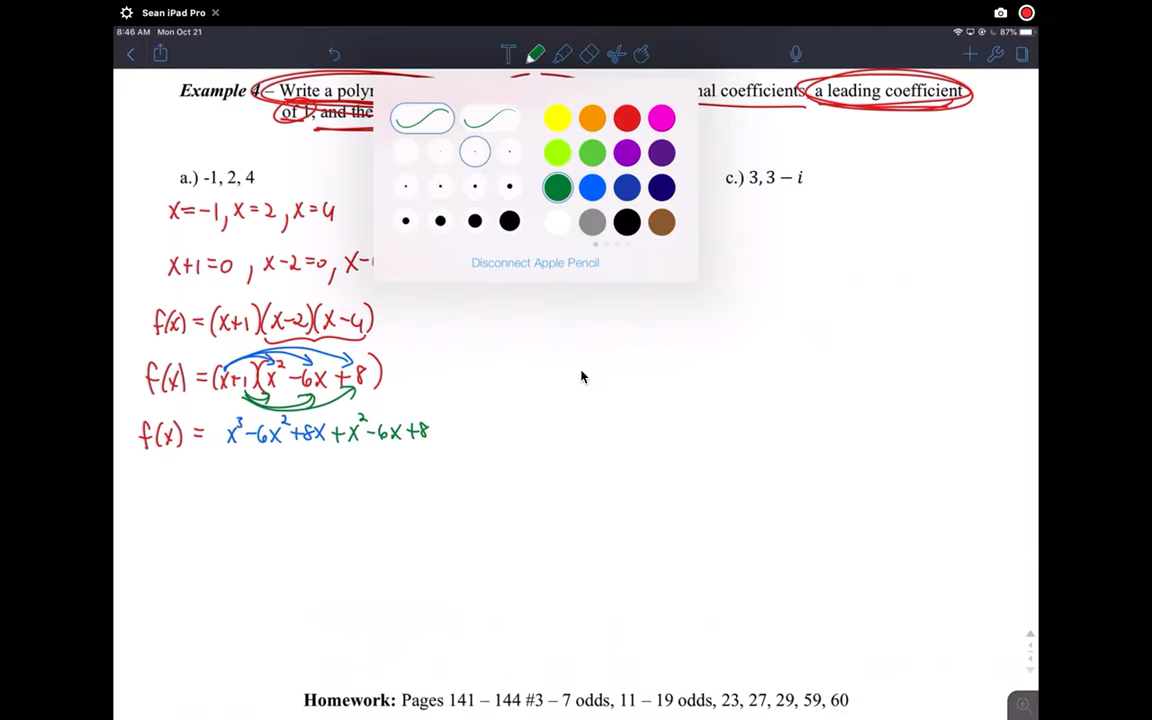 Sean iPad Pro ×
8:46 AM Mon Oct 21
87%
Example 4 – Write a polyn
al coefficients, a leading coefficient
of 1, and the
a.) -1, 2, 4
c.) 3, 3 − i
x=-1, x=2, x=4
x+1=0, x-2=0, x-
Disconnect Apple Pencil
f(x) = (x+1)(x-2)(x-4)
f(x) = (x+1)(x² -6x +8)
f(x) = x³ -6x² +8x +x² -6x +8
Homework: Pages 141 – 144 #3 – 7 odds, 11 – 19 odds, 23, 27, 29, 59, 60